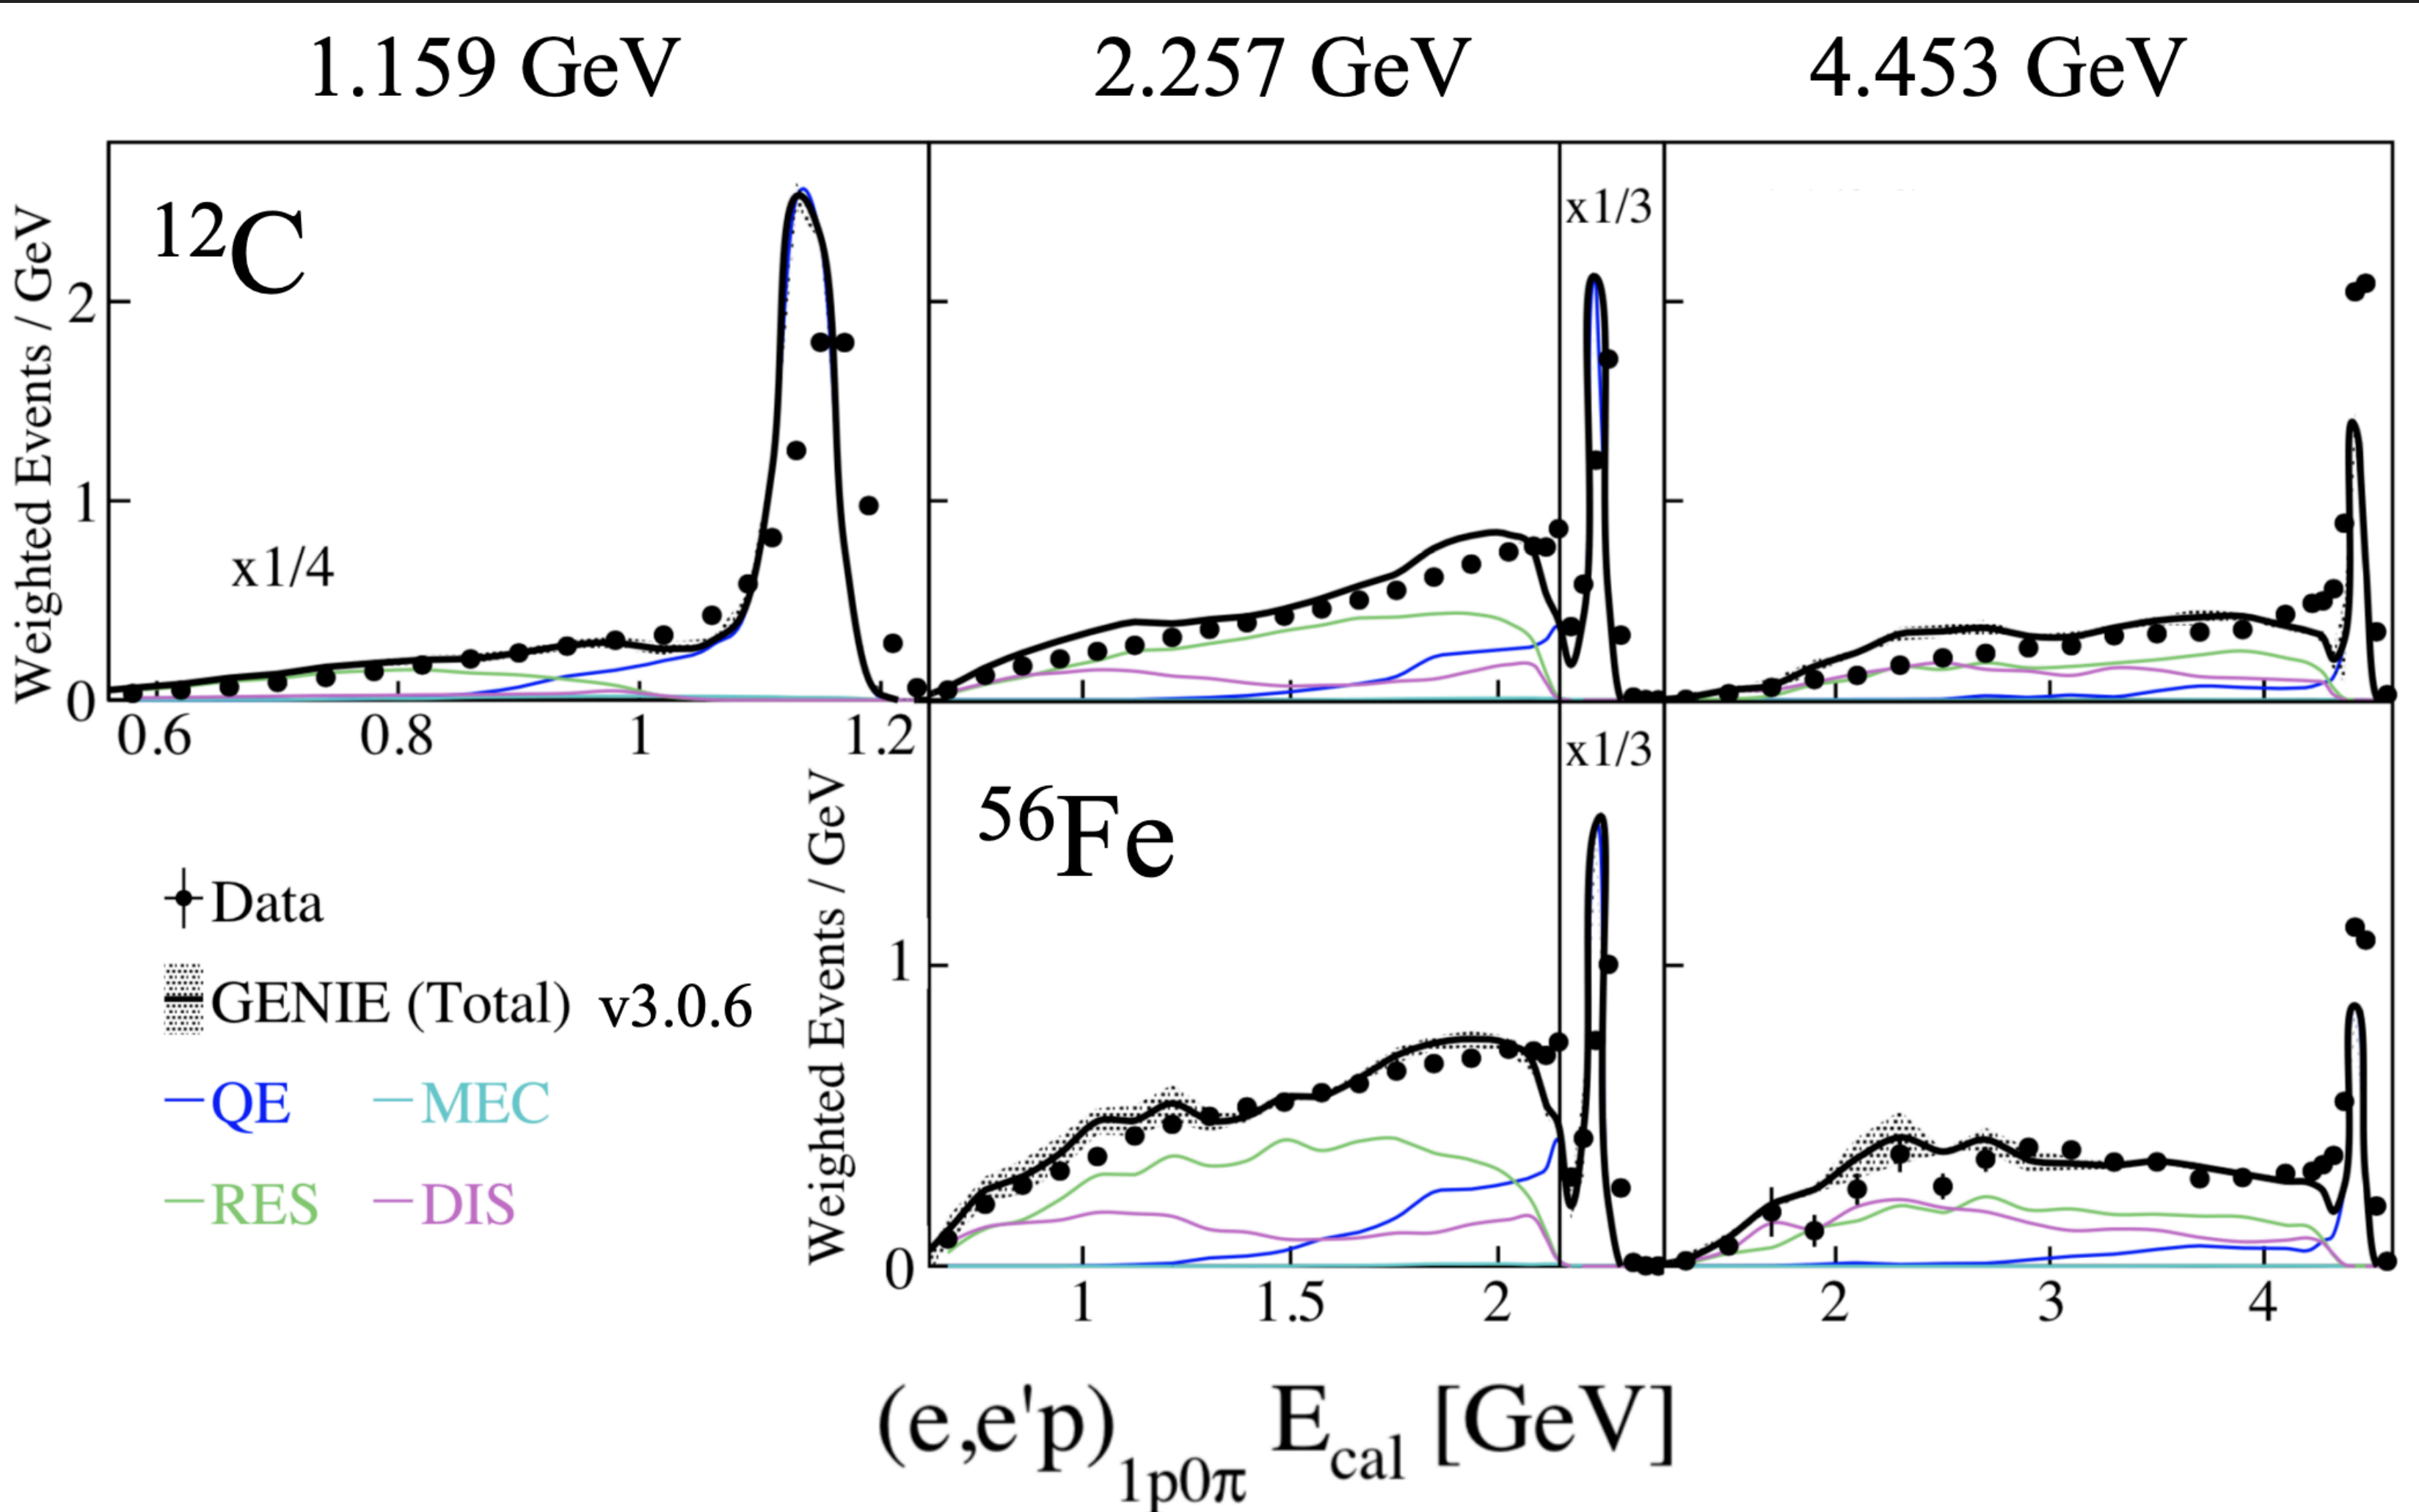 1.159 GeV 2.257 GeV 4.453 GeV
Weighted Events / GeV
¹²C
x1/4
x1/3
2
1
0
0.6 0.8 1 1.2
Weighted Events / GeV
⁵⁶Fe
x1/3
1
0
1 1.5 2 2 3 4
Data
GENIE (Total) v3.0.6
QE MEC
RES DIS
(e,e'p)1p0π Ecal [GeV]